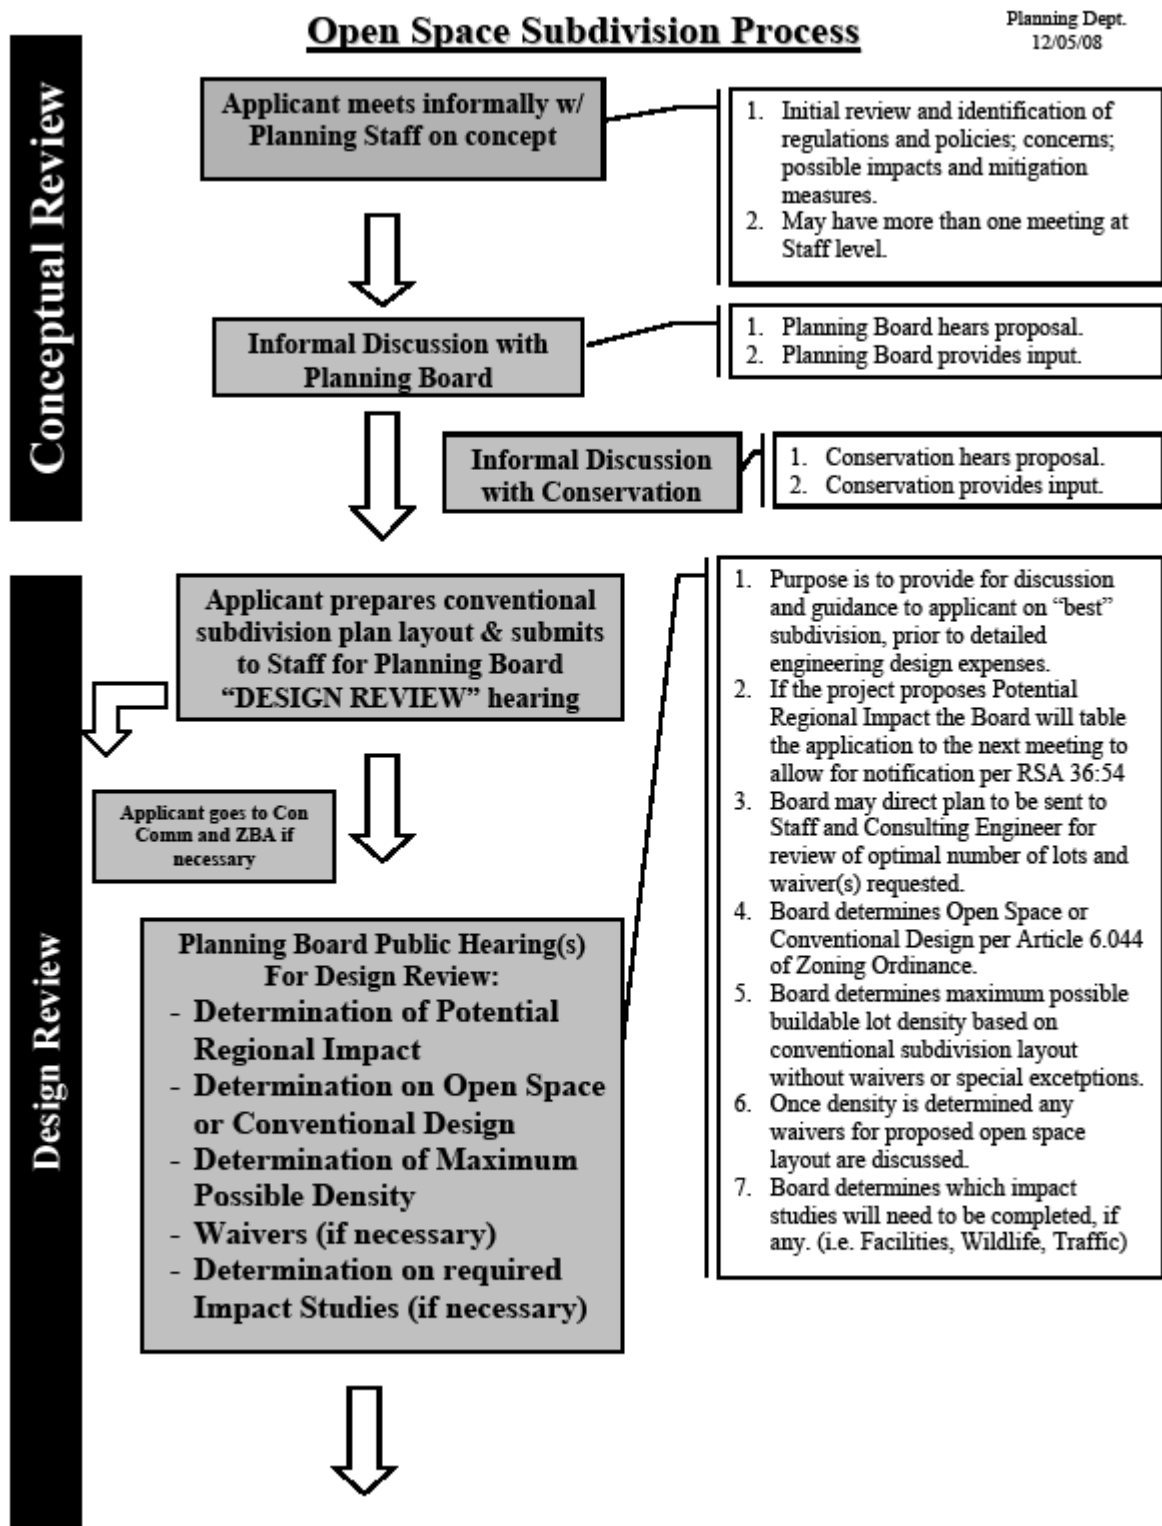 Open Space Subdivision Process
Planning Dept.
12/05/08
Conceptual Review
Applicant meets informally w/
Planning Staff on concept
1. Initial review and identification of
regulations and policies; concerns;
possible impacts and mitigation
measures.
2. May have more than one meeting at
Staff level.
Informal Discussion with
Planning Board
1. Planning Board hears proposal.
2. Planning Board provides input.
Informal Discussion
with Conservation
1. Conservation hears proposal.
2. Conservation provides input.
Design Review
Applicant prepares conventional
subdivision plan layout & submits
to Staff for Planning Board
“DESIGN REVIEW” hearing
Applicant goes to Con
Comm and ZBA if
necessary
Planning Board Public Hearing(s)
For Design Review:
- Determination of Potential
Regional Impact
- Determination on Open Space
or Conventional Design
- Determination of Maximum
Possible Density
- Waivers (if necessary)
- Determination on required
Impact Studies (if necessary)
1. Purpose is to provide for discussion
and guidance to applicant on “best”
subdivision, prior to detailed
engineering design expenses.
2. If the project proposes Potential
Regional Impact the Board will table
the application to the next meeting to
allow for notification per RSA 36:54
3. Board may direct plan to be sent to
Staff and Consulting Engineer for
review of optimal number of lots and
waiver(s) requested.
4. Board determines Open Space or
Conventional Design per Article 6.044
of Zoning Ordinance.
5. Board determines maximum possible
buildable lot density based on
conventional subdivision layout
without waivers or special excetptions.
6. Once density is determined any
waivers for proposed open space
layout are discussed.
7. Board determines which impact
studies will need to be completed, if
any. (i.e. Facilities, Wildlife, Traffic)